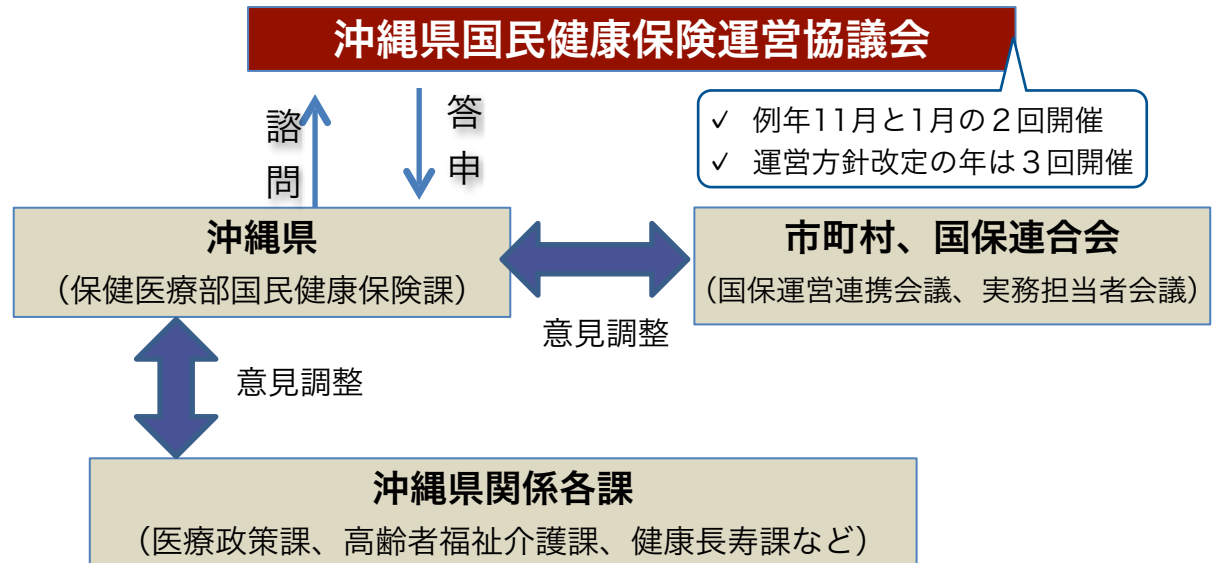 沖縄県国民健康保険運営協議会
諮問
答申
✓ 例年11月と1月の２回開催
✓ 運営方針改定の年は３回開催
沖縄県
（保健医療部国民健康保険課）
市町村、国保連合会
（国保運営連携会議、実務担当者会議）
意見調整
意見調整
沖縄県関係各課
（医療政策課、高齢者福祉介護課、健康長寿課など）